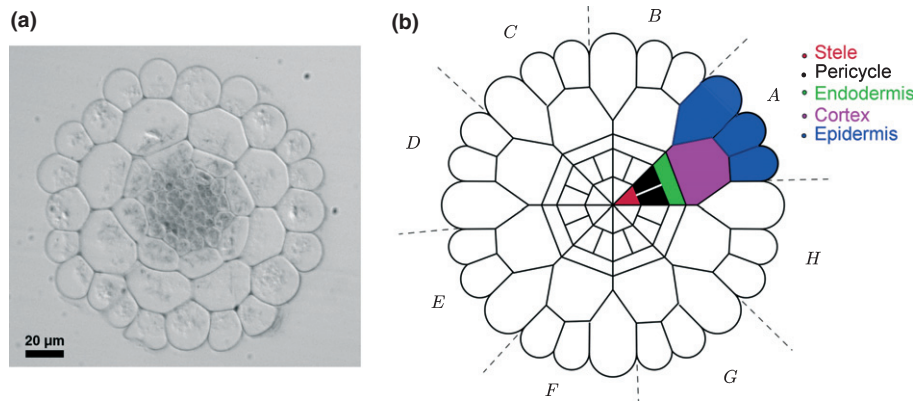 (a)
20 µm
(b)
A
B
C
D
E
F
G
H
Stele
Pericycle
Endodermis
Cortex
Epidermis